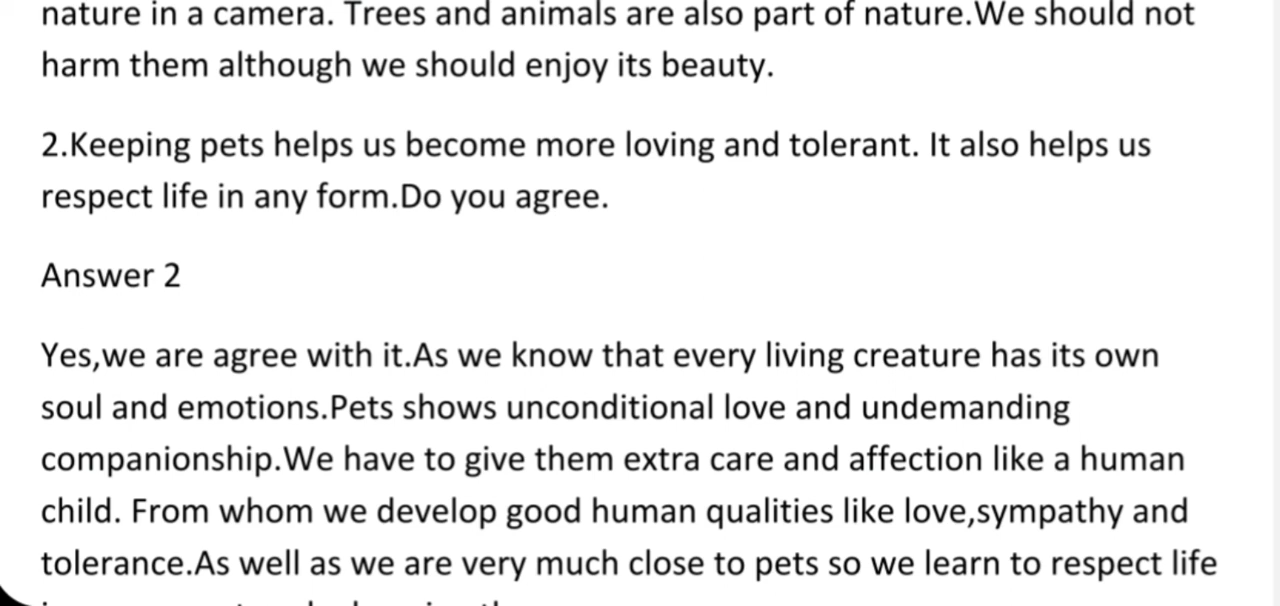 nature in a camera. Trees and animals are also part of nature.We should not
harm them although we should enjoy its beauty.
2.Keeping pets helps us become more loving and tolerant. It also helps us
respect life in any form.Do you agree.
Answer 2
Yes,we are agree with it.As we know that every living creature has its own
soul and emotions.Pets shows unconditional love and undemanding
companionship.We have to give them extra care and affection like a human
child. From whom we develop good human qualities like love,sympathy and
tolerance.As well as we are very much close to pets so we learn to respect life